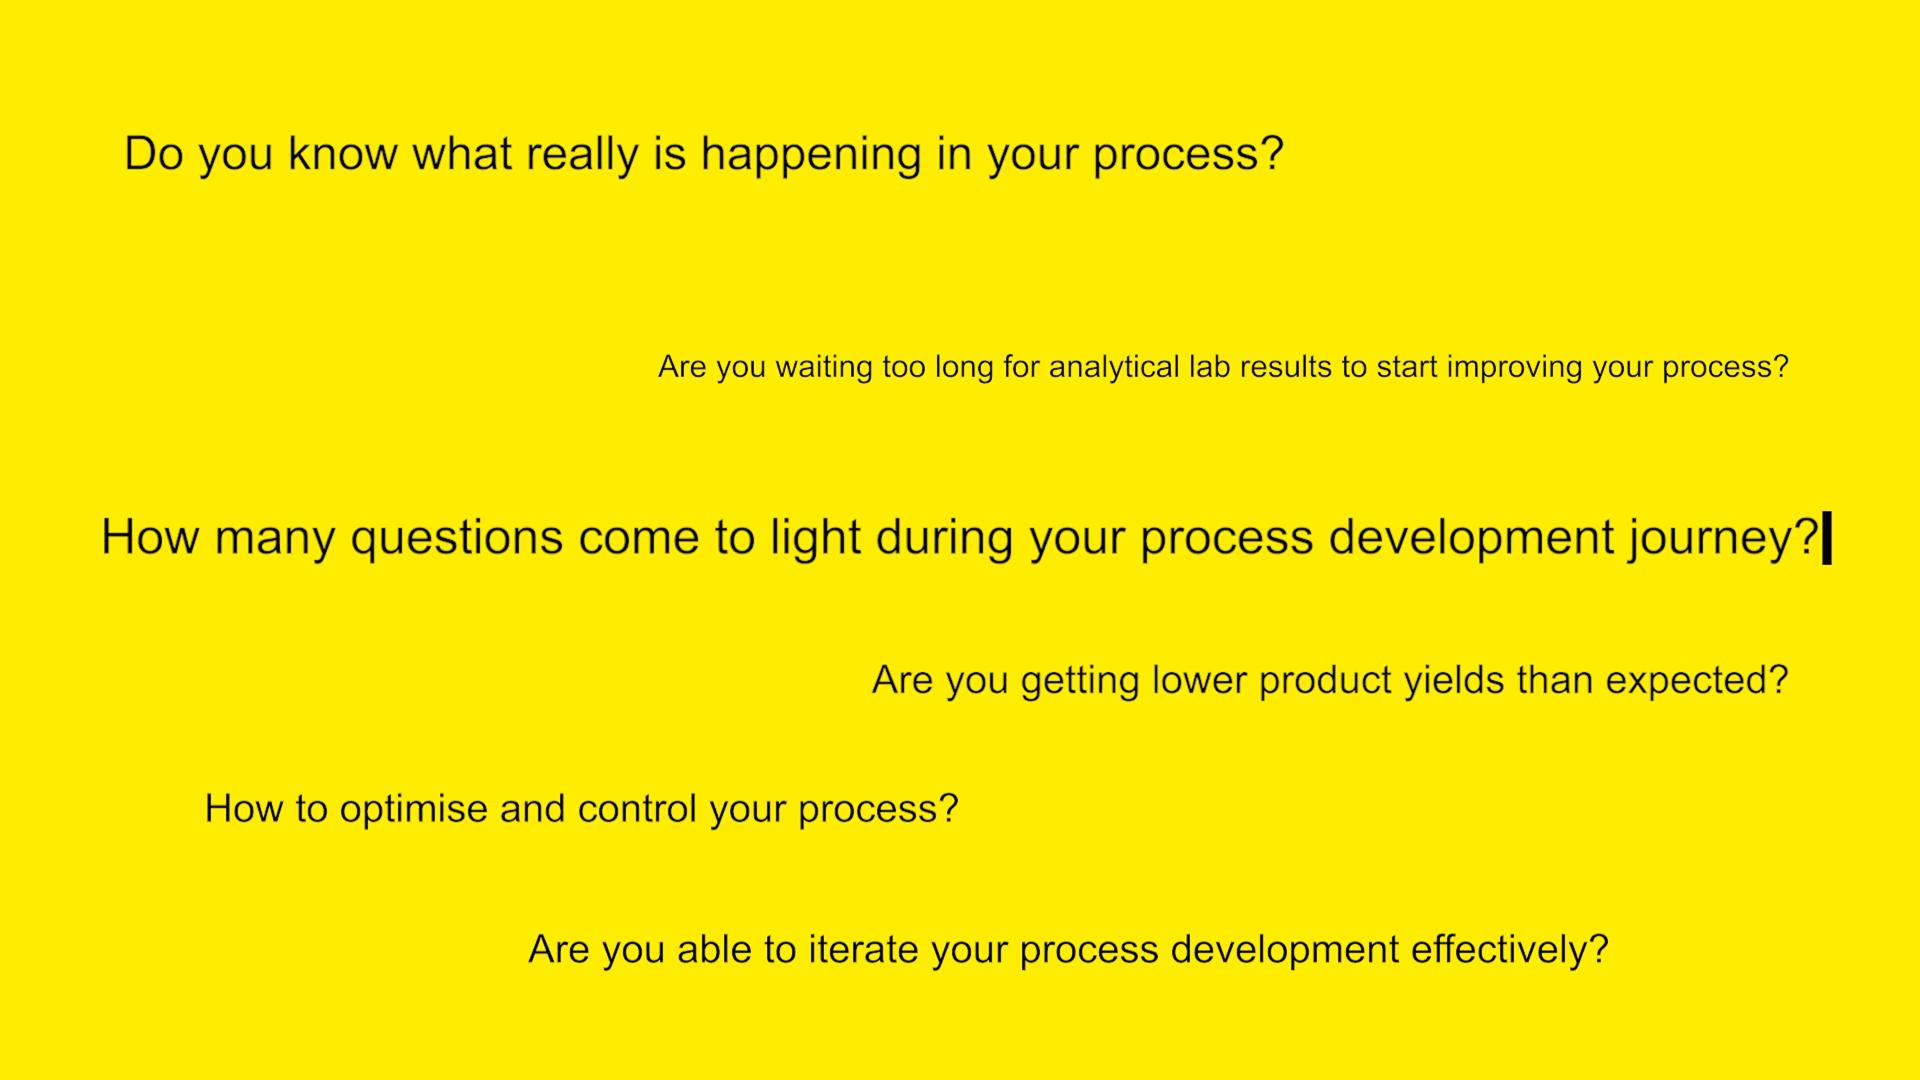 Do you know what really is happening in your process?
Are you waiting too long for analytical lab results to start improving your process?
How many questions come to light during your process development journey?
Are you getting lower product yields than expected?
How to optimise and control your process?
Are you able to iterate your process development effectively?